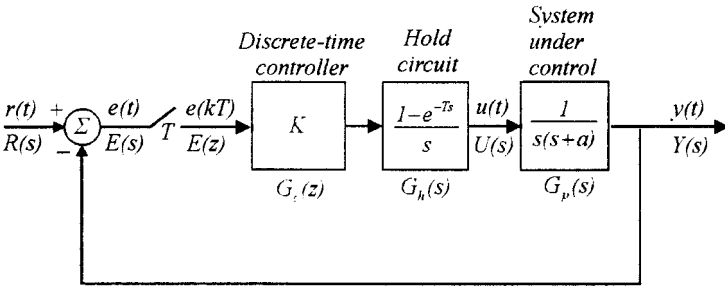 Discrete-time controller
Hold circuit
System under control
r(t)
+
R(s)
Σ
−
e(t)
E(s)
T
e(kT)
E(z)
K
G_c(z)
1−e^{−Ts}
s
G_h(s)
u(t)
U(s)
1
s(s+a)
G_p(s)
y(t)
Y(s)